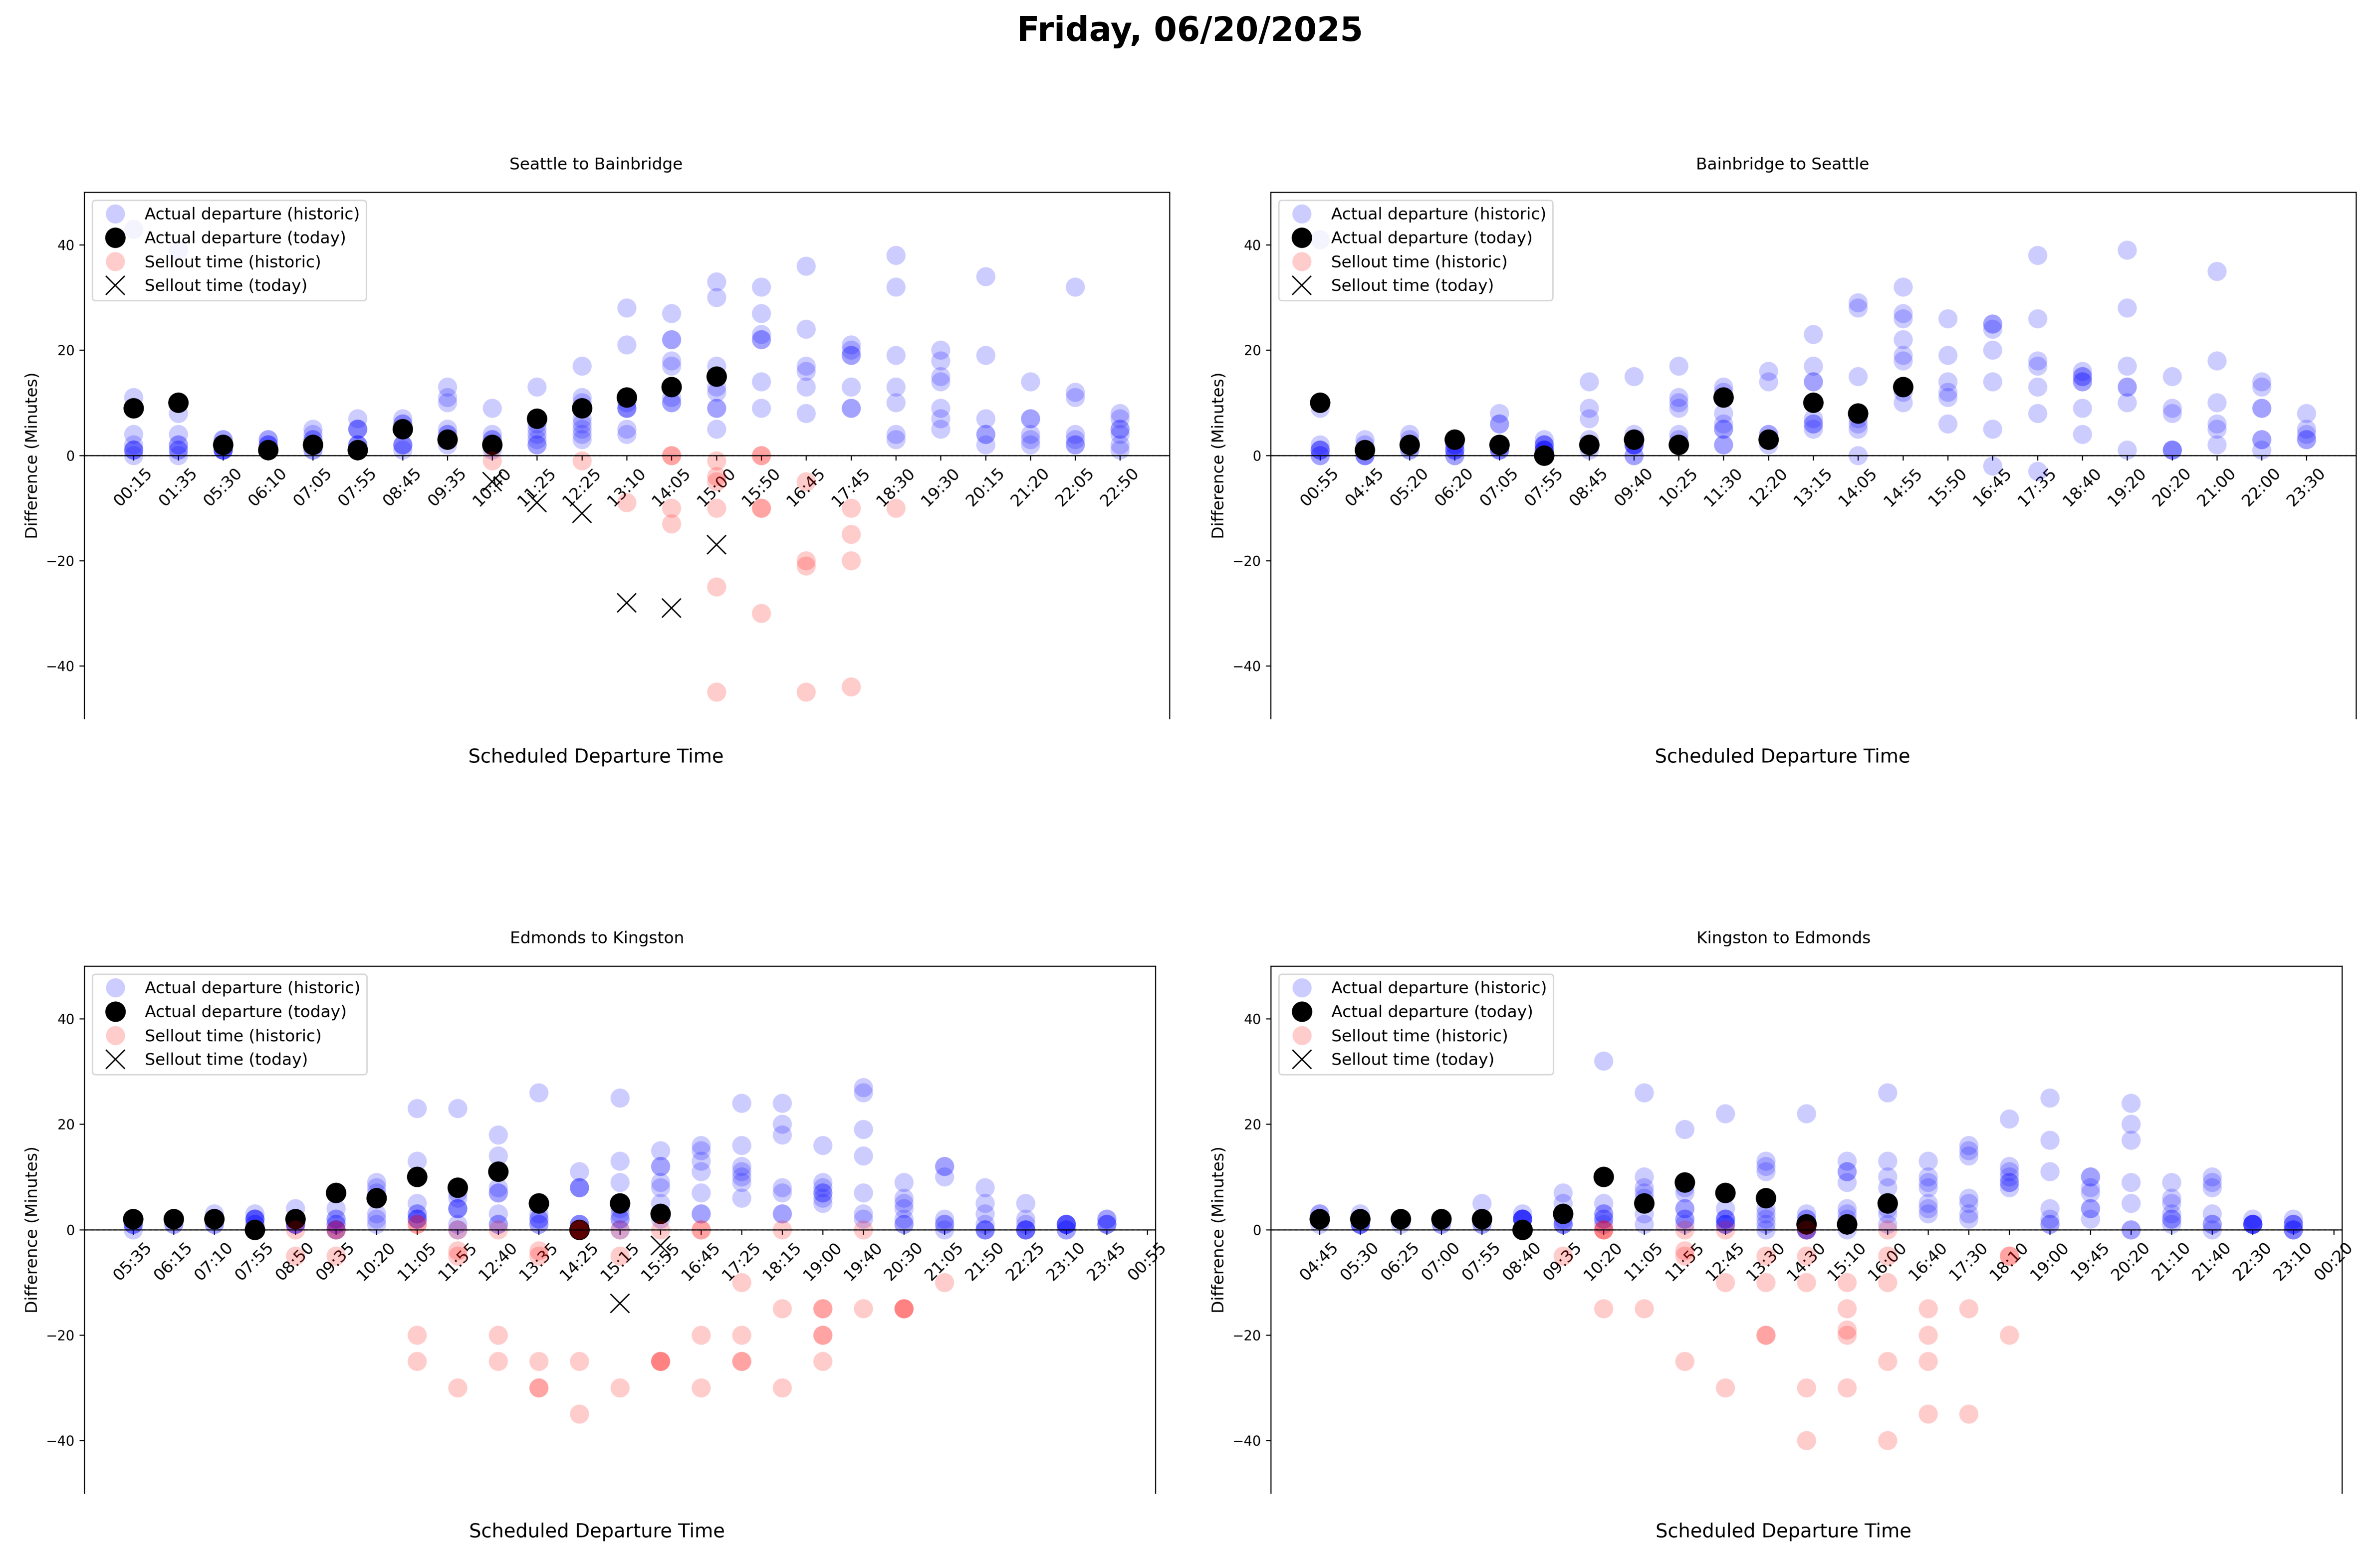 Friday, 06/20/2025
Seattle to Bainbridge
Actual departure (historic)
Actual departure (today)
Sellout time (historic)
Sellout time (today)
Difference (Minutes)
40
20
0
−20
−40
00:15 01:35 05:30 06:10 07:05 07:55 08:45 09:35 10:40 11:25 12:25 13:10 14:05 15:00 15:50 16:45 17:45 18:30 19:30 20:15 21:20 22:05 22:50
Scheduled Departure Time
Bainbridge to Seattle
Actual departure (historic)
Actual departure (today)
Sellout time (historic)
Sellout time (today)
Difference (Minutes)
40
20
0
−20
−40
00:55 04:45 05:20 06:20 07:05 07:55 08:45 09:40 10:25 11:30 12:20 13:15 14:05 14:55 15:50 16:45 17:35 18:40 19:20 20:20 21:00 22:00 23:30
Scheduled Departure Time
Edmonds to Kingston
Actual departure (historic)
Actual departure (today)
Sellout time (historic)
Sellout time (today)
Difference (Minutes)
40
20
0
−20
−40
05:35 06:15 07:10 07:55 08:50 09:35 10:20 11:05 11:55 12:40 13:35 14:25 15:15 15:55 16:45 17:25 18:15 19:00 19:40 20:30 21:05 21:50 22:25 23:10 23:45 00:55
Scheduled Departure Time
Kingston to Edmonds
Actual departure (historic)
Actual departure (today)
Sellout time (historic)
Sellout time (today)
Difference (Minutes)
40
20
0
−20
−40
04:45 05:30 06:25 07:00 07:55 08:40 09:35 10:20 11:05 11:55 12:45 13:30 14:30 15:10 16:00 16:40 17:30 18:10 19:00 19:45 20:20 21:10 21:40 22:30 23:10 00:20
Scheduled Departure Time